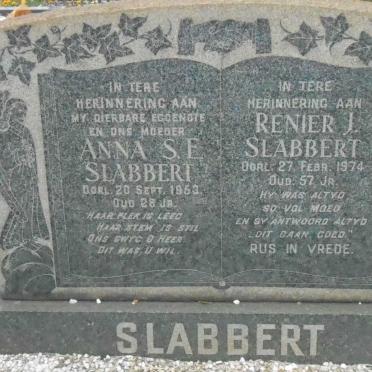 IN TERE
HERINNERING AAN
MY DIERBARE EGGENOTE
EN ONS MOEDER
ANNA S.E.
SLABBERT
OORL. 20 SEPT. 1953.
OUD 28 JR.
HAAR PLEK IS LEEG
HAAR STEM IS STIL
ONS SWYG O HEER
DIT WAS U WIL.
IN TERE
HERINNERING AAN
RENIER J.
SLABBERT
OORL. 27 FEBR. 1974
OUD: 57 JR.
HY WAS ALTYD
SO VOL MOED
EN SY ANTWOORD ALTYD
"DIT GAAN GOED."
RUS IN VREDE.
SLABBERT